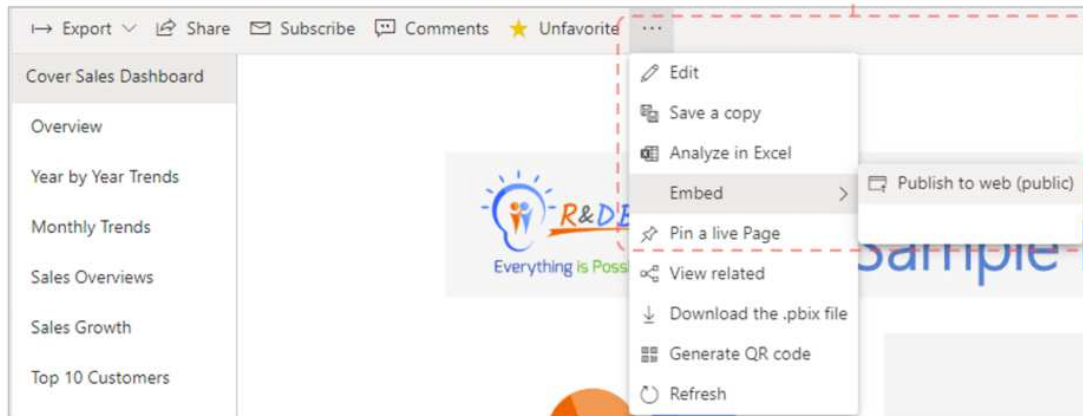 Export Share Subscribe Comments Unfavorite ...
Cover Sales Dashboard
Overview
Year by Year Trends
Monthly Trends
Sales Overviews
Sales Growth
Top 10 Customers
Edit
Save a copy
Analyze in Excel
Embed
Publish to web (public)
Pin a live Page
View related
Download the .pbix file
Generate QR code
Refresh
Everything is
Sample